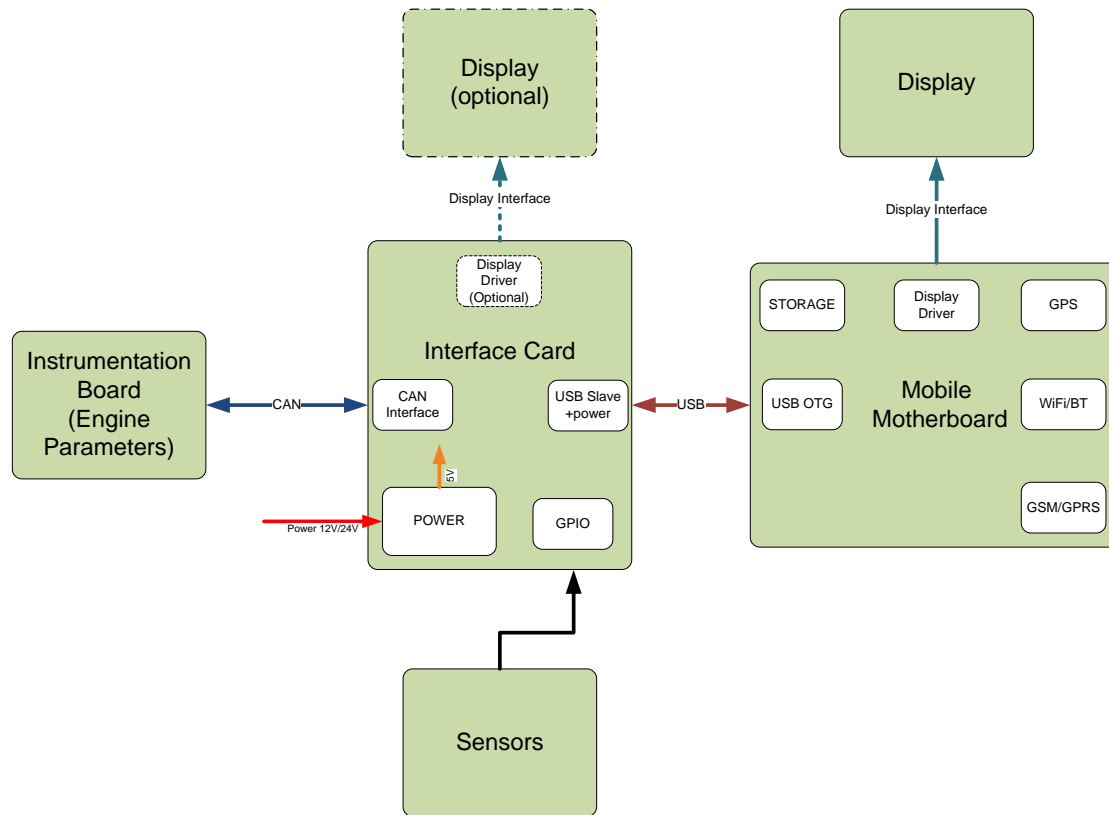 Display
(optional)
Display
Display Interface
Display Interface
Display
Driver
(Optional)
Interface Card
CAN
Interface
USB Slave
+power
POWER
GPIO
5V
Power 12V/24V
Instrumentation
Board
(Engine
Parameters)
CAN
USB
STORAGE
Display
Driver
GPS
USB OTG
Mobile
Motherboard
WiFi/BT
GSM/GPRS
Sensors